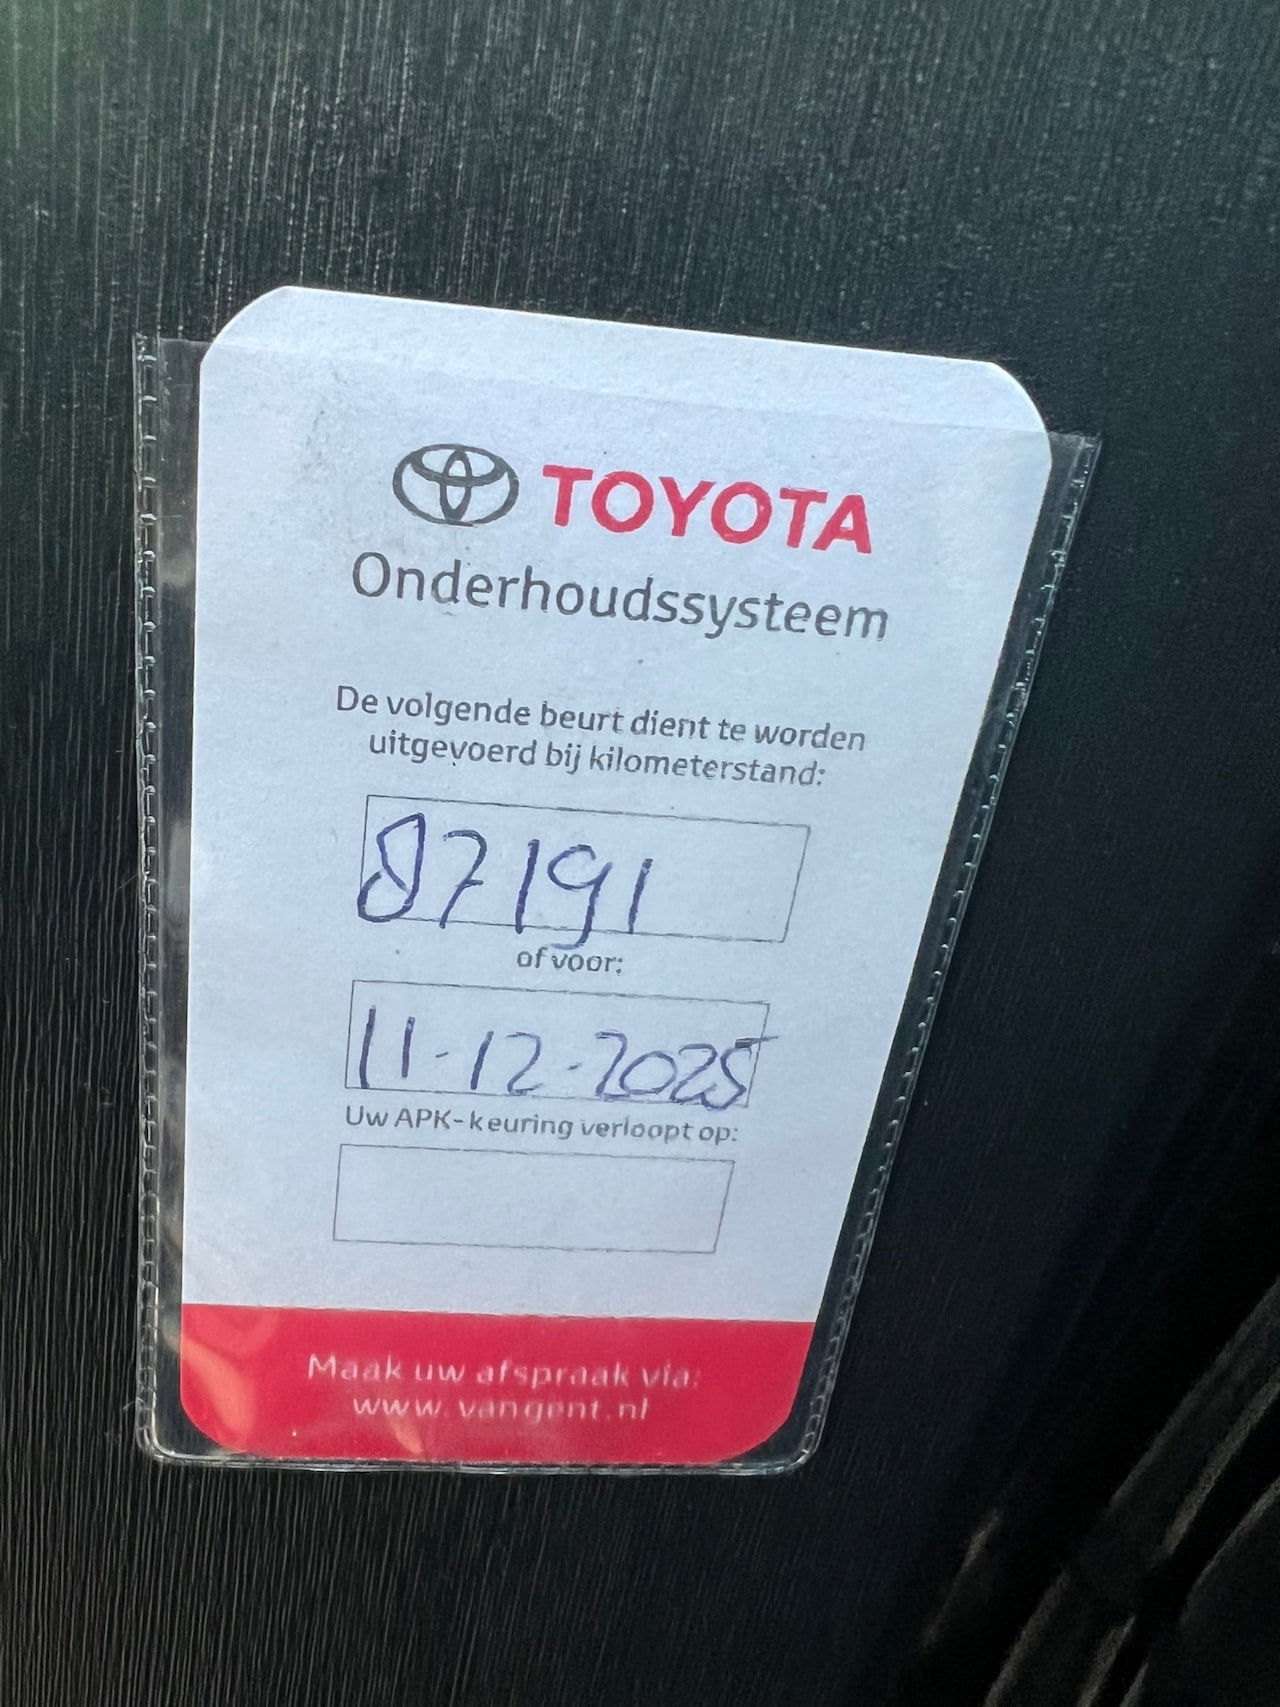 TOYOTA
Onderhoudssysteem
De volgende beurt dient te worden
uitgevoerd bij kilometerstand:
87191
of voor:
11-12-2025
Uw APK-keuring verloopt op:
Maak uw afspraak via:
www.vangent.nl